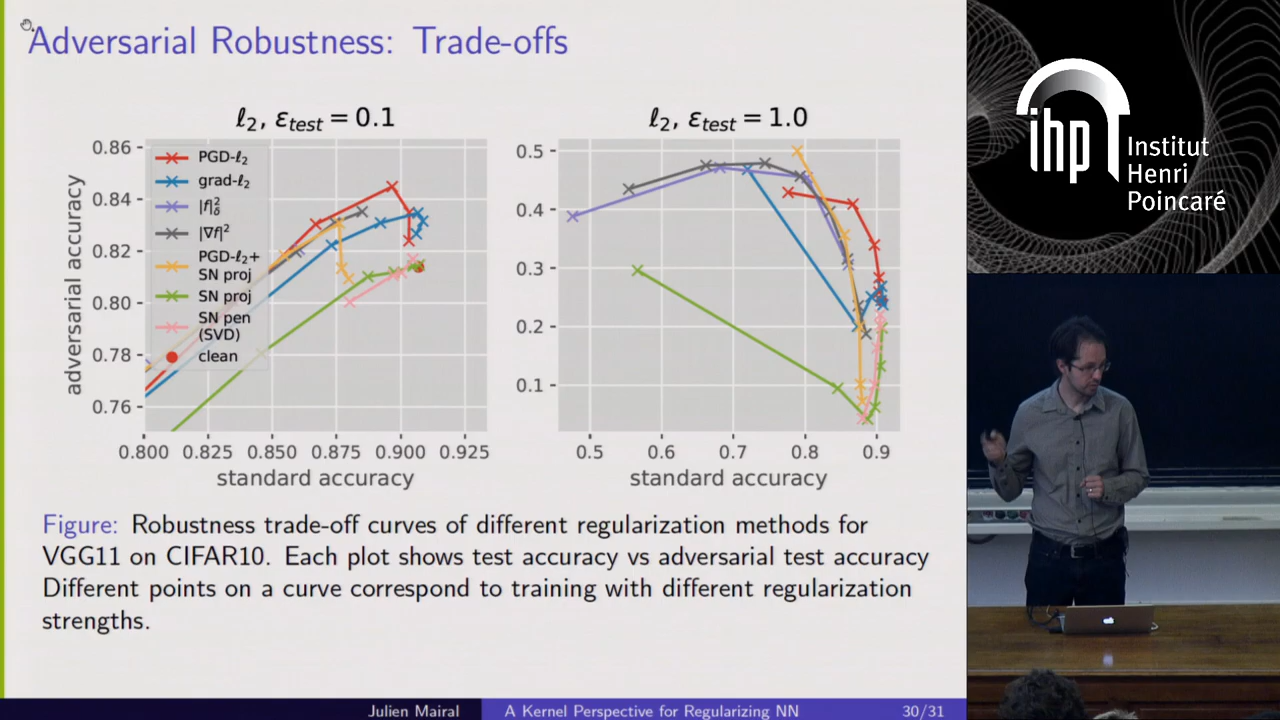 Adversarial Robustness: Trade-offs
ℓ2, εtest = 0.1
0.86
0.84
0.82
0.80
0.78
0.76
adversarial accuracy
PGD-ℓ2
grad-ℓ2
|f|²δ
|∇f|²
PGD-ℓ2+
SN proj
SN proj
SN pen
(SVD)
clean
0.800 0.825 0.850 0.875 0.900 0.925
standard accuracy
ℓ2, εtest = 1.0
0.5
0.4
0.3
0.2
0.1
0.5 0.6 0.7 0.8 0.9
standard accuracy
Figure: Robustness trade-off curves of different regularization methods for
VGG11 on CIFAR10. Each plot shows test accuracy vs adversarial test accuracy
Different points on a curve correspond to training with different regularization
strengths.
Julien Mairal A Kernel Perspective for Regularizing NN 30/31
ihp
Institut
Henri
Poincaré